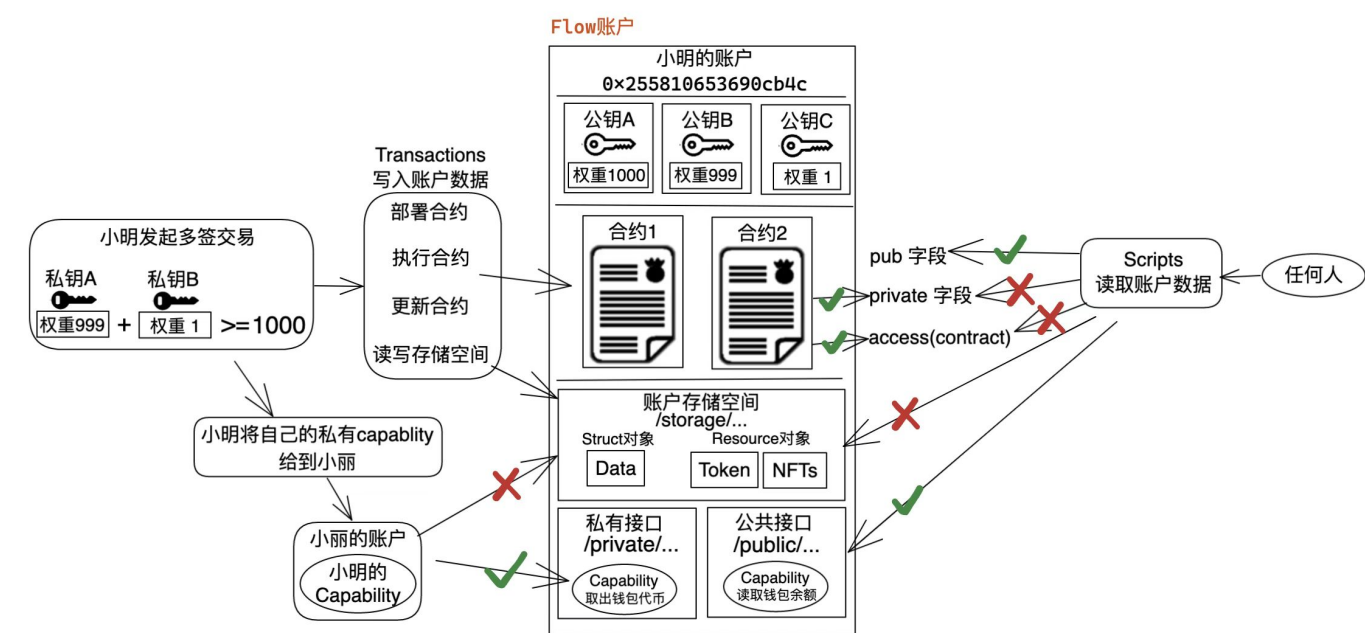 Flow账户
小明的账户
0×255810653690cb4c
公钥A
公钥B
公钥C
权重1000
权重999
权重 1
Transactions
写入账户数据
部署合约
执行合约
更新合约
读写存储空间
小明发起多签交易
私钥A
私钥B
权重999
+
权重 1
>=1000
合约1
合约2
pub 字段
private 字段
access(contract)
Scripts
读取账户数据
任何人
账户存储空间
/storage/...
Struct对象
Resource对象
Data
Token
NFTs
小明将自己的私有capablity
给到小丽
小丽的账户
小明的
Capability
私有接口
/private/...
Capability
取出钱包代币
公共接口
/public/...
Capability
读取钱包余额